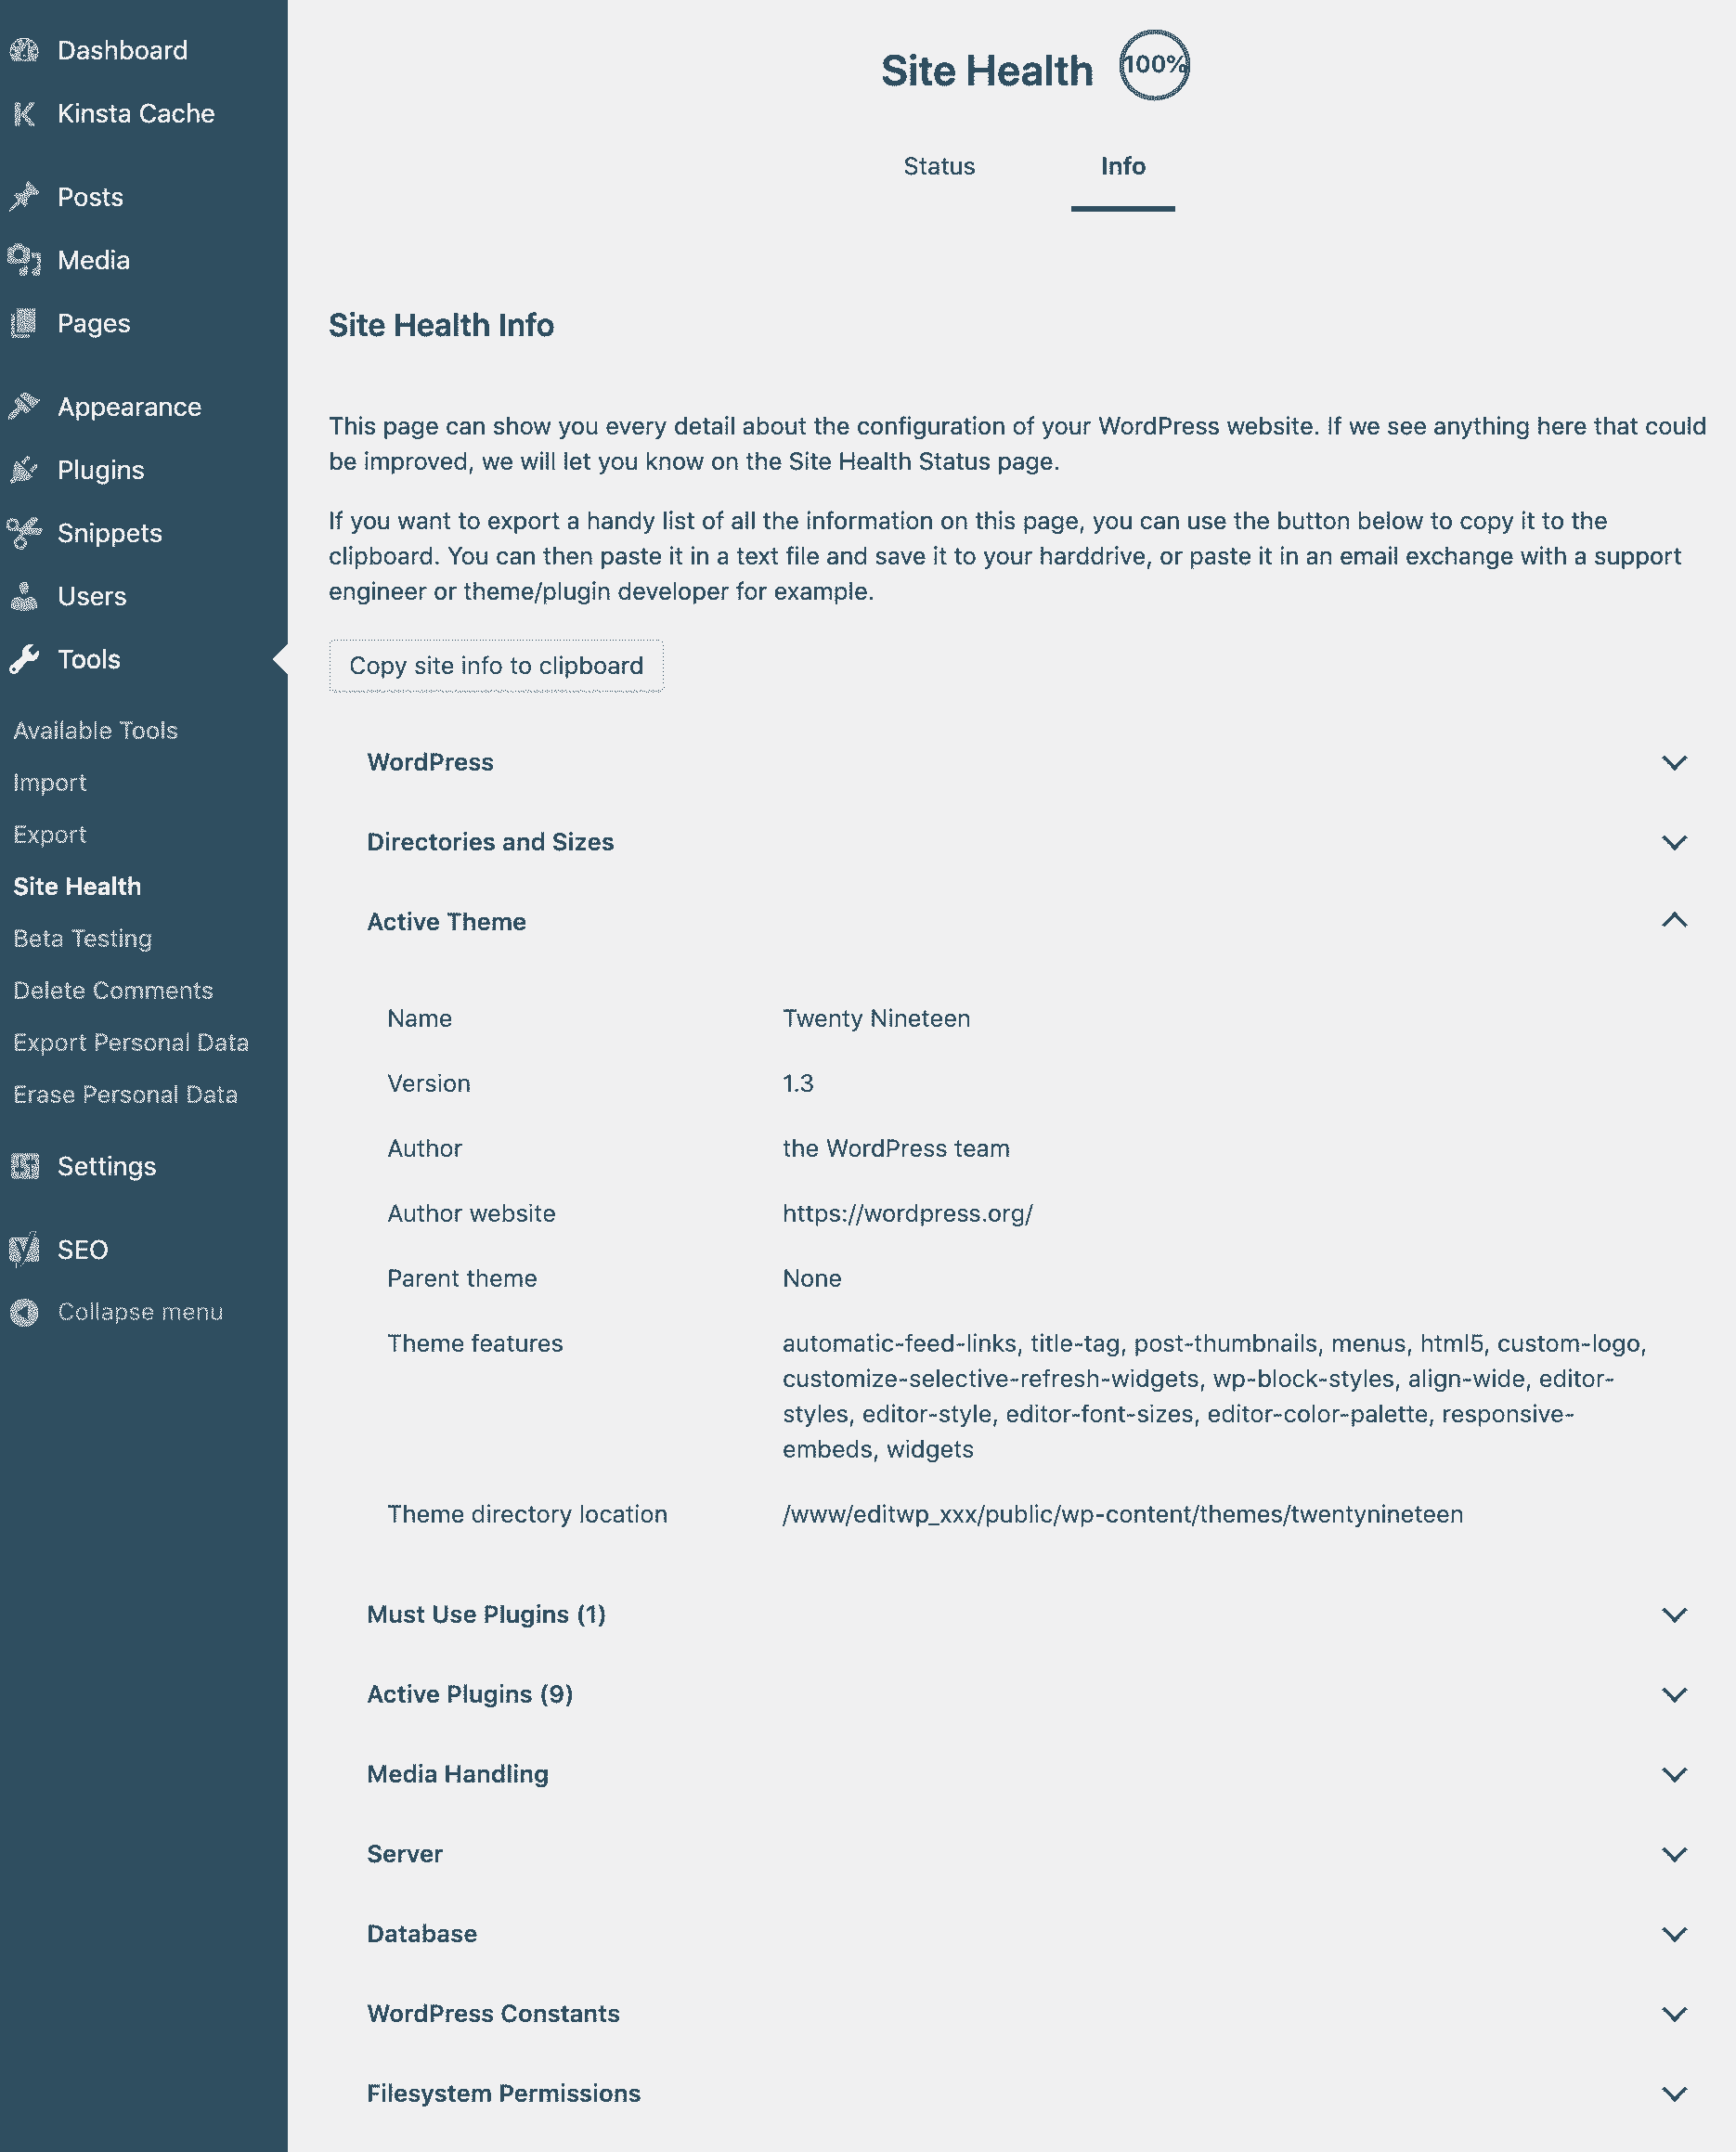 Dashboard
Kinsta Cache
Posts
Media
Pages
Appearance
Plugins
Snippets
Users
Tools
Available Tools
Import
Export
Site Health
Beta Testing
Delete Comments
Export Personal Data
Erase Personal Data
Settings
SEO
Collapse menu
Site Health 100%
Status Info
Site Health Info
This page can show you every detail about the configuration of your WordPress website. If we see anything here that could
be improved, we will let you know on the Site Health Status page.
If you want to export a handy list of all the information on this page, you can use the button below to copy it to the
clipboard. You can then paste it in a text file and save it to your harddrive, or paste it in an email exchange with a support
engineer or theme/plugin developer for example.
Copy site info to clipboard
WordPress
Directories and Sizes
Active Theme
Name Twenty Nineteen
Version 1.3
Author the WordPress team
Author website https://wordpress.org/
Parent theme None
Theme features automatic-feed-links, title-tag, post-thumbnails, menus, html5, custom-logo,
customize-selective-refresh-widgets, wp-block-styles, align-wide, editor-
styles, editor-style, editor-font-sizes, editor-color-palette, responsive-
embeds, widgets
Theme directory location /www/editwp_xxx/public/wp-content/themes/twentynineteen
Must Use Plugins (1)
Active Plugins (9)
Media Handling
Server
Database
WordPress Constants
Filesystem Permissions